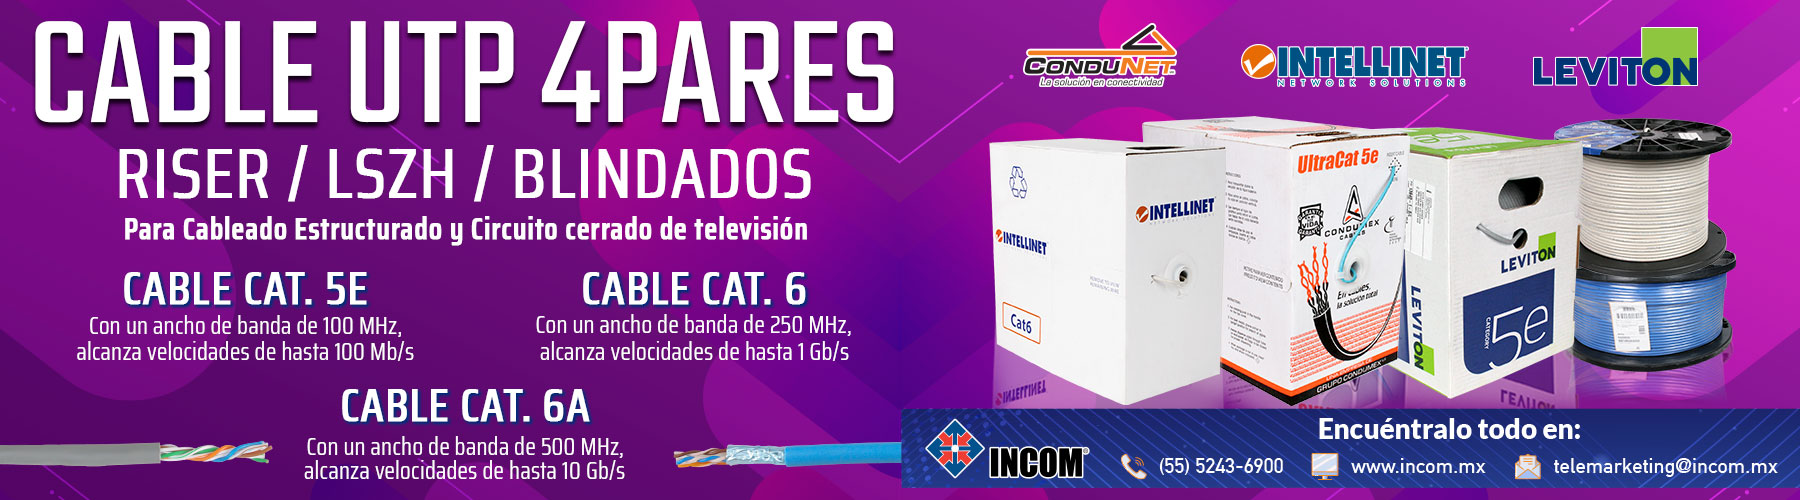 CABLE UTP 4PARES
RISER / LSZH / BLINDADOS
Para Cableado Estructurado y Circuito cerrado de televisión
CABLE CAT. 5E
Con un ancho de banda de 100 MHz,
alcanza velocidades de hasta 100 Mb/s
CABLE CAT. 6
Con un ancho de banda de 250 MHz,
alcanza velocidades de hasta 1 Gb/s
CABLE CAT. 6A
Con un ancho de banda de 500 MHz,
alcanza velocidades de hasta 10 Gb/s
CONDUNET
La solución en conectividad
INTELLINET
NETWORK SOLUTIONS
LEVITON
INTELLINET
INTELLINET
Cat6
UltraCat 5e
CONDUMEX
CABLES
En cables,
la solución total
GRUPO CONDUMEX
LEVITON
LEVITON
CATEGORY
5e
Encuéntralo todo en:
INCOM
(55) 5243-6900
www.incom.mx
telemarketing@incom.mx